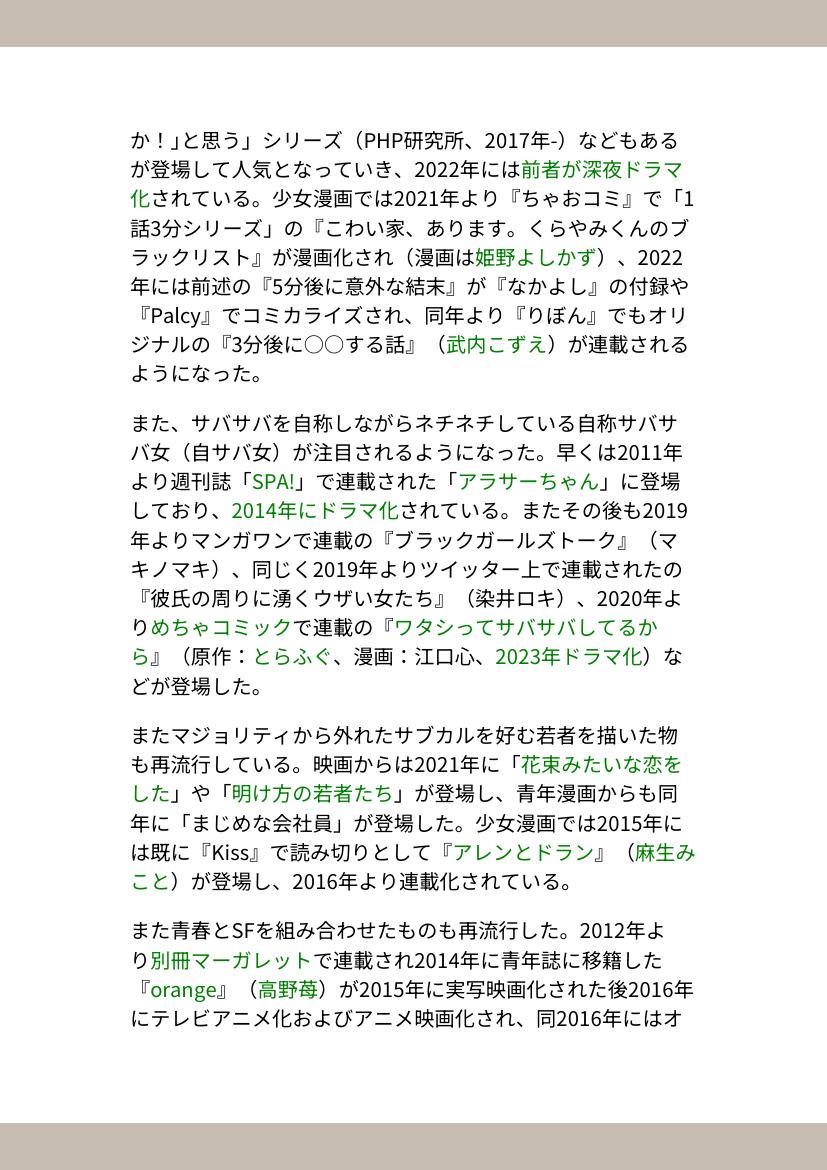 か！」と思う」シリーズ（PHP研究所、2017年-）などもある
が登場して人気となっていき、2022年には前者が深夜ドラマ
化されている。少女漫画では2021年より『ちゃおコミ』で「1
話3分シリーズ」の『こわい家、あります。くらやみくんのブ
ラックリスト』が漫画化され（漫画は姫野よしかず）、2022
年には前述の『5分後に意外な結末』が『なかよし』の付録や
『Palcy』でコミカライズされ、同年より『りぼん』でもオリ
ジナルの『3分後に〇〇する話』（武内こずえ）が連載される
ようになった。
また、サバサバを自称しながらネチネチしている自称サバサ
バ女（自サバ女）が注目されるようになった。早くは2011年
より週刊誌「SPA!」で連載された「アラサーちゃん」に登場
しており、2014年にドラマ化されている。またその後も2019
年よりマンガワンで連載の『ブラックガールズトーク』（マ
キノマキ）、同じく2019年よりツイッター上で連載されたの
『彼氏の周りに湧くウザい女たち』（染井ロキ）、2020年よ
りめちゃコミックで連載の『ワタシってサバサバしてるか
ら』（原作：とらふぐ、漫画：江口心、2023年ドラマ化）な
どが登場した。
またマジョリティから外れたサブカルを好む若者を描いた物
も再流行している。映画からは2021年に「花束みたいな恋を
した」や「明け方の若者たち」が登場し、青年漫画からも同
年に「まじめな会社員」が登場した。少女漫画では2015年に
は既に『Kiss』で読み切りとして『アレンとドラン』（麻生み
こと）が登場し、2016年より連載化されている。
また青春とSFを組み合わせたものも再流行した。2012年よ
り別冊マーガレットで連載され2014年に青年誌に移籍した
『orange』（高野苺）が2015年に実写映画化された後2016年
にテレビアニメ化およびアニメ映画化され、同2016年にはオ